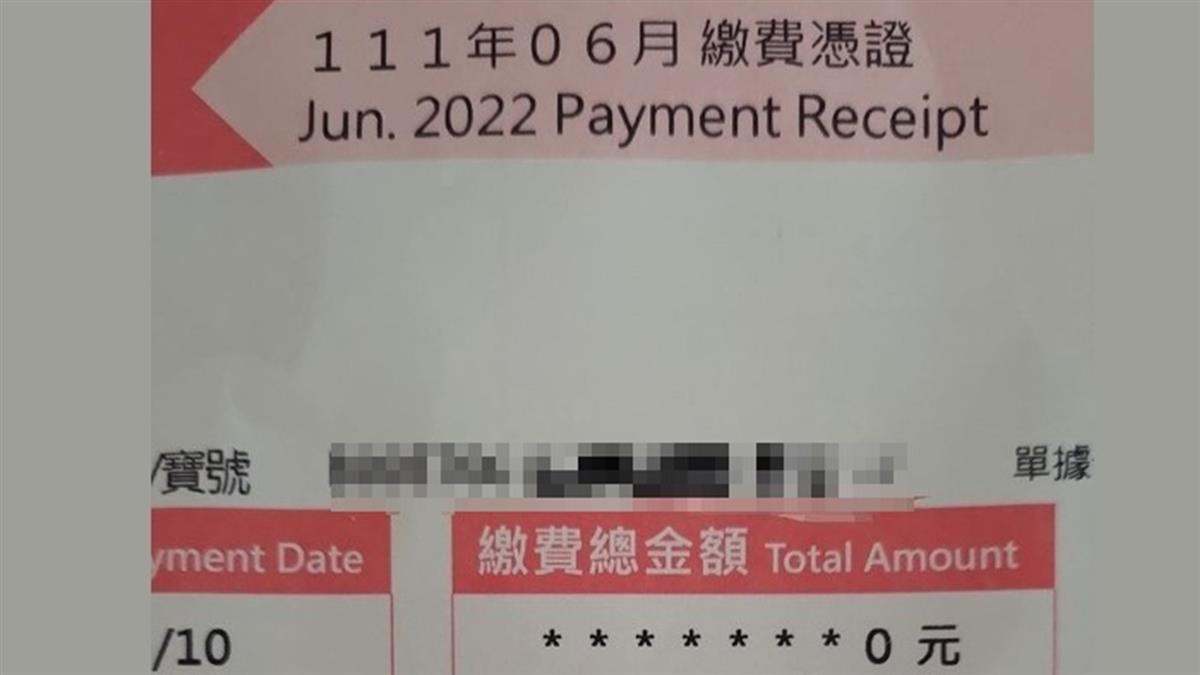 111年06月繳費憑證
Jun. 2022 Payment Receipt
/寶號 單據
yment Date 繳費總金額 Total Amount
/10 *******0元